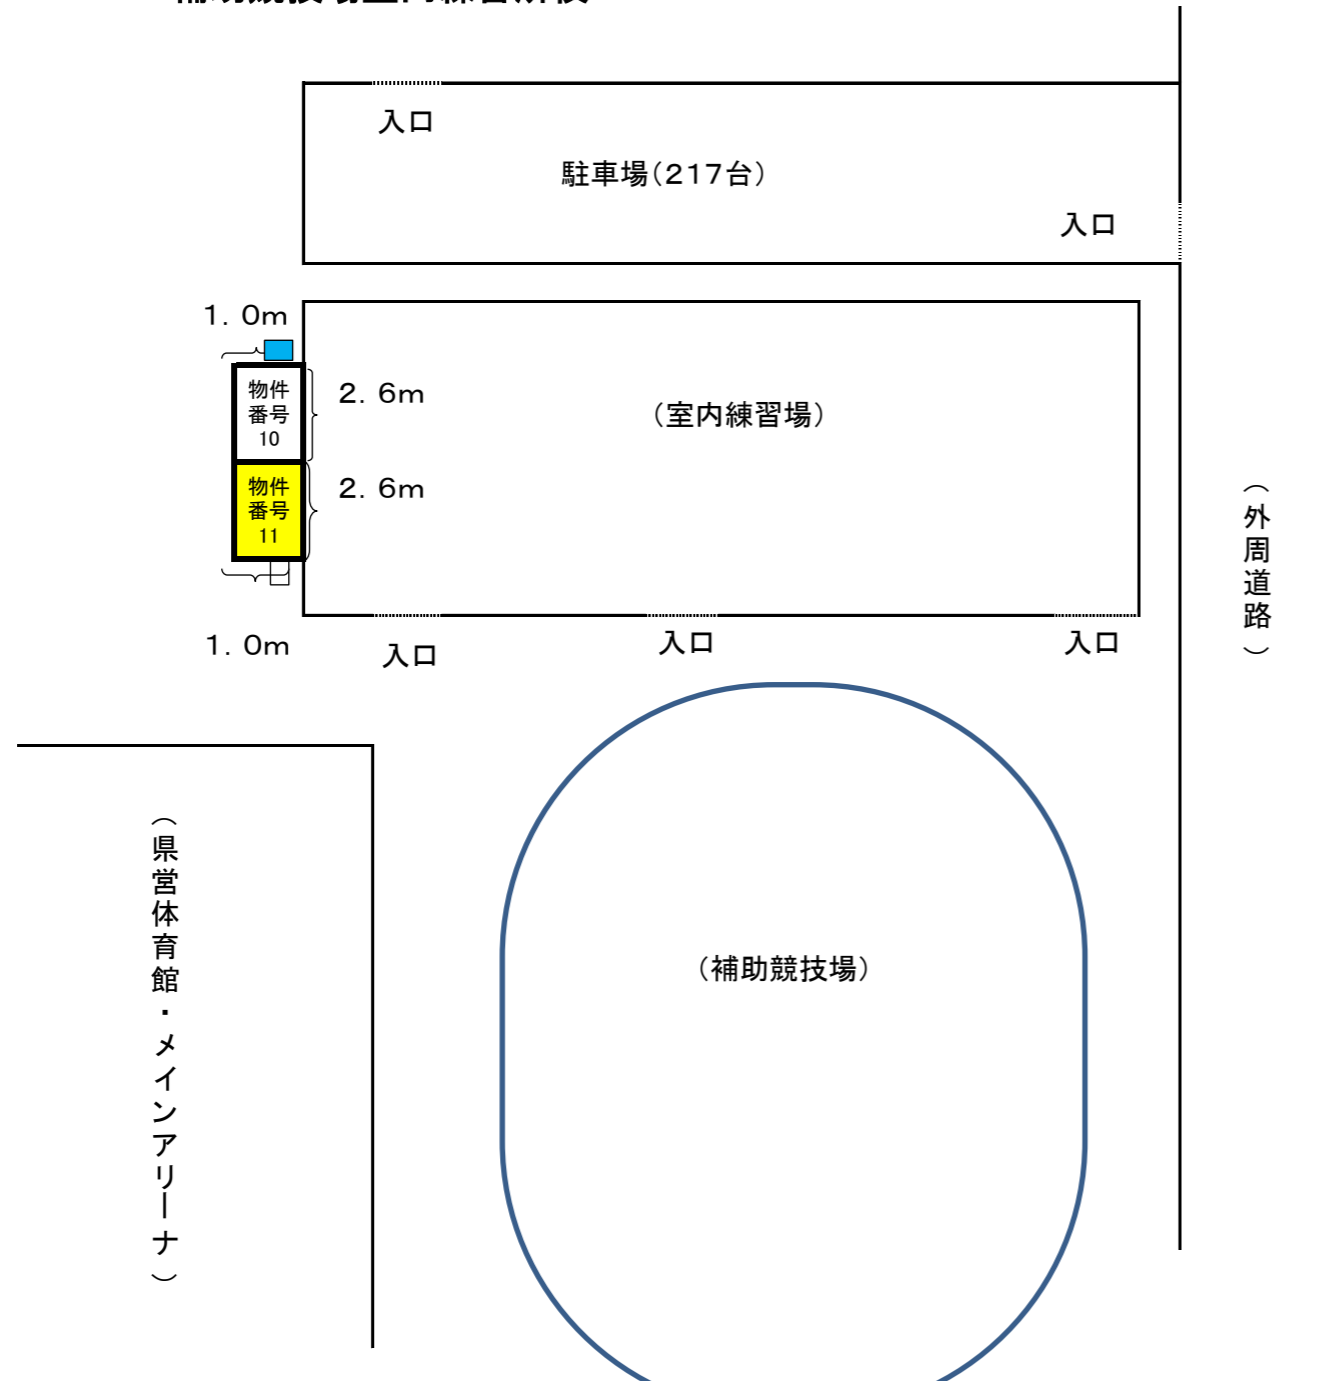 入口
駐車場(217台)
入口
1．0m
物件
番号
10
2．6m
(室内練習場)
物件
番号
11
2．6m
(外周道路)
1．0m
入口
入口
入口
(県営体育館・メインアリーナ)
(補助競技場)